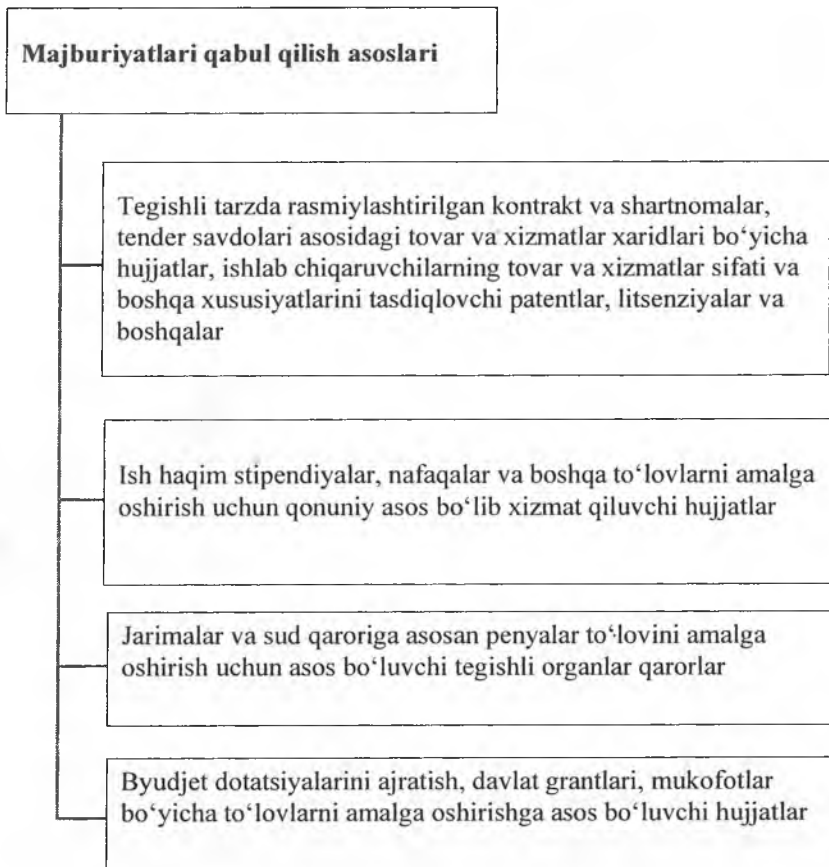 Majburiyatlari qabul qilish asoslari
Tegishli tarzda rasmiylashtirilgan kontrakt va shartnomalar,
tender savdolari asosidagi tovar va xizmatlar xaridlari bo‘yicha
hujjatlar, ishlab chiqaruvchilarning tovar va xizmatlar sifati va
boshqa xususiyatlarini tasdiqlovchi patentlar, litsenziyalar va
boshqalar
Ish haqim stipendiyalar, nafaqalar va boshqa to‘lovlarni amalga
oshirish uchun qonuniy asos bo‘lib xizmat qiluvchi hujjatlar
Jarimalar va sud qaroriga asosan penyalar to‘lovini amalga
oshirish uchun asos bo‘luvchi tegishli organlar qarorlar
Byudjet dotatsiyalarini ajratish, davlat grantlari, mukofotlar
bo‘yicha to‘lovlarni amalga oshirishga asos bo‘luvchi hujjatlar